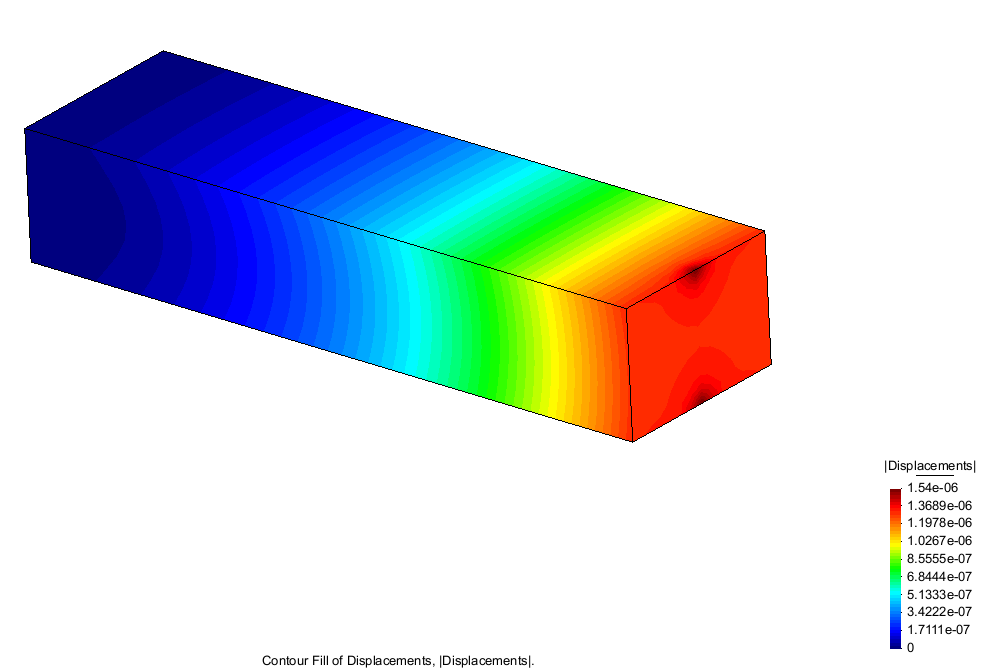 |Displacements|
1.54e-06
1.3689e-06
1.1978e-06
1.0267e-06
8.5555e-07
6.8444e-07
5.1333e-07
3.4222e-07
1.7111e-07
0
Contour Fill of Displacements, |Displacements|.